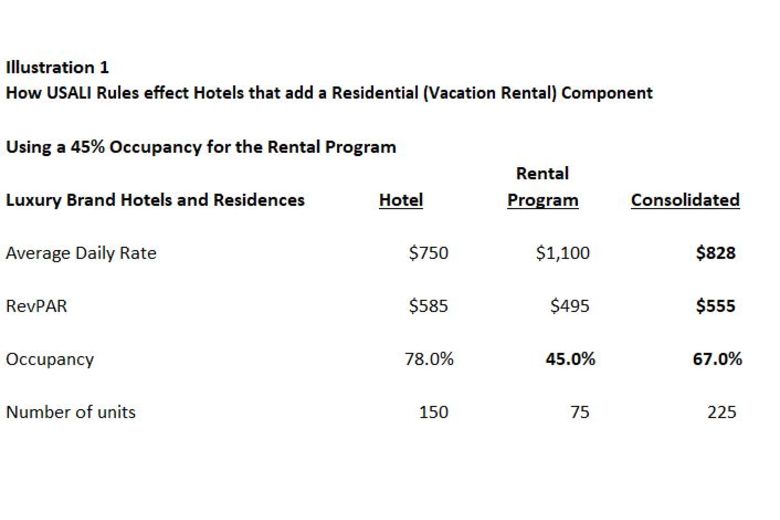 Illustration 1
How USALI Rules effect Hotels that add a Residential (Vacation Rental) Component
Using a 45% Occupancy for the Rental Program
Rental
Luxury Brand Hotels and Residences Hotel Program Consolidated
Average Daily Rate $750 $1,100 $828
RevPAR $585 $495 $555
Occupancy 78.0% 45.0% 67.0%
Number of units 150 75 225